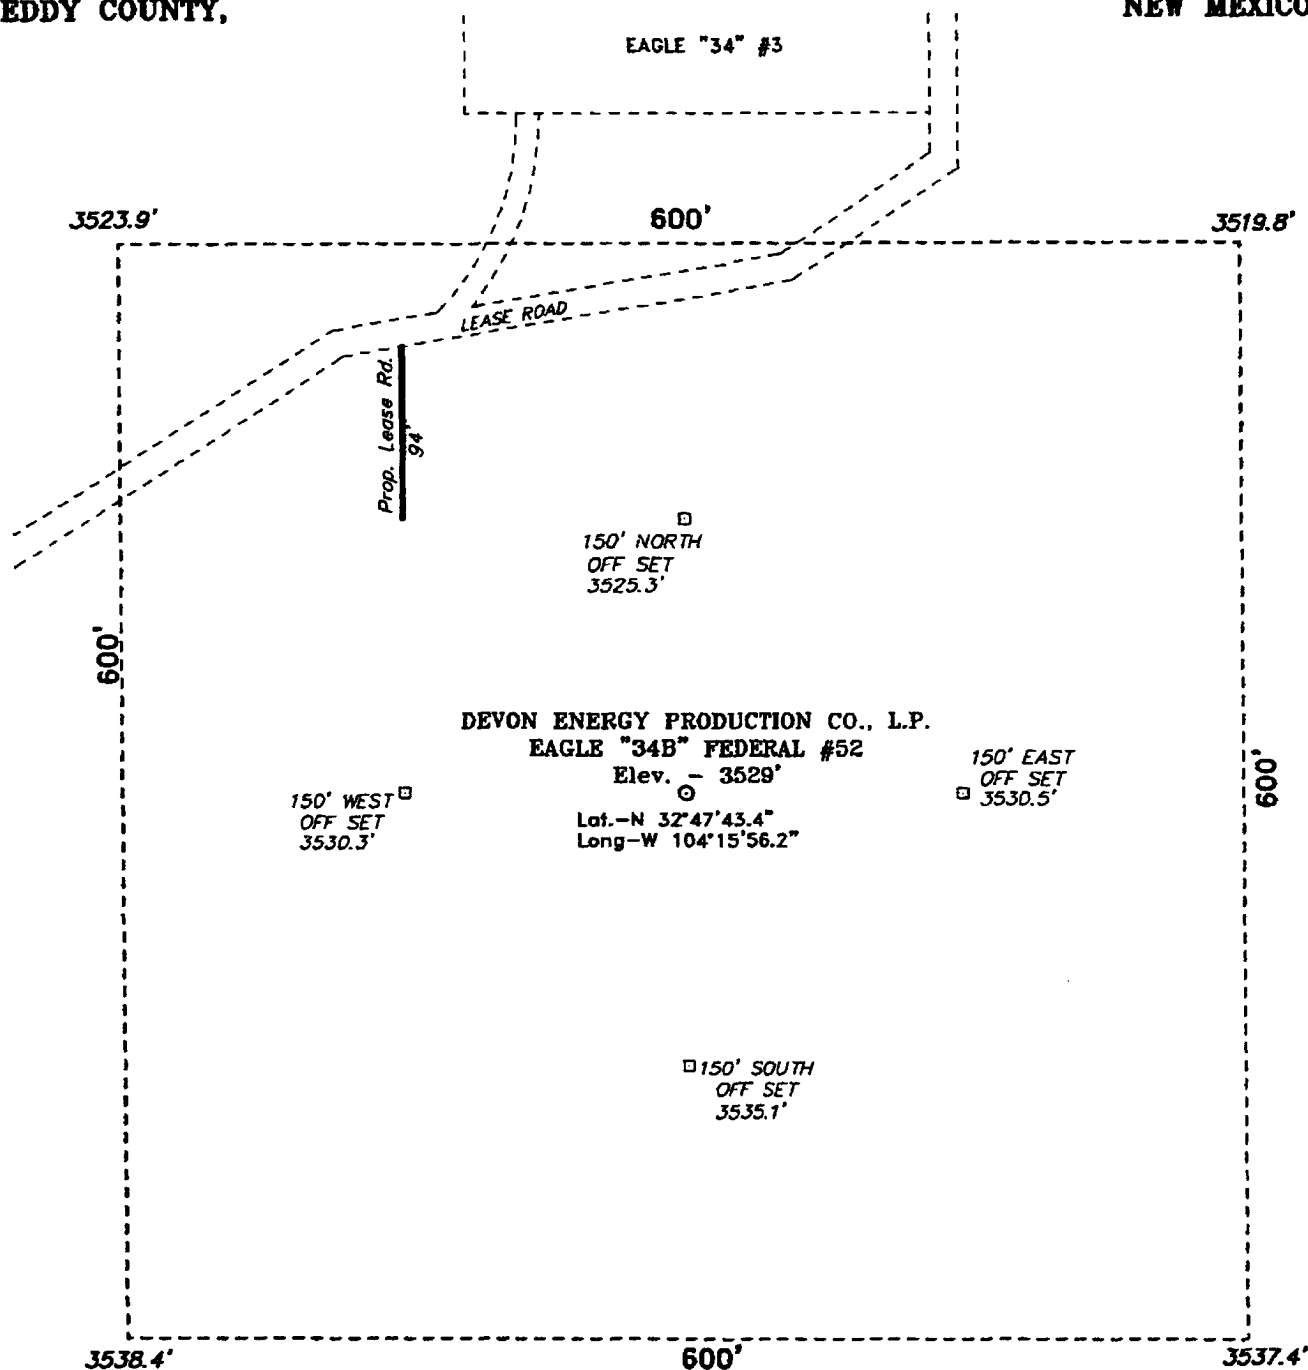 EDDY COUNTY,
NEW MEXICO
EAGLE "34" #3
3523.9'
600'
3519.8'
LEASE ROAD
Prop. Lease Rd.
94'
150' NORTH
OFF SET
3525.3'
600'
DEVON ENERGY PRODUCTION CO., L.P.
EAGLE "34B" FEDERAL #52
Elev. - 3529'
Lat.-N 32°47'43.4"
Long-W 104°15'56.2"
150' WEST
OFF SET
3530.3'
150' EAST
OFF SET
3530.5'
600'
150' SOUTH
OFF SET
3535.1'
3538.4'
600'
3537.4'